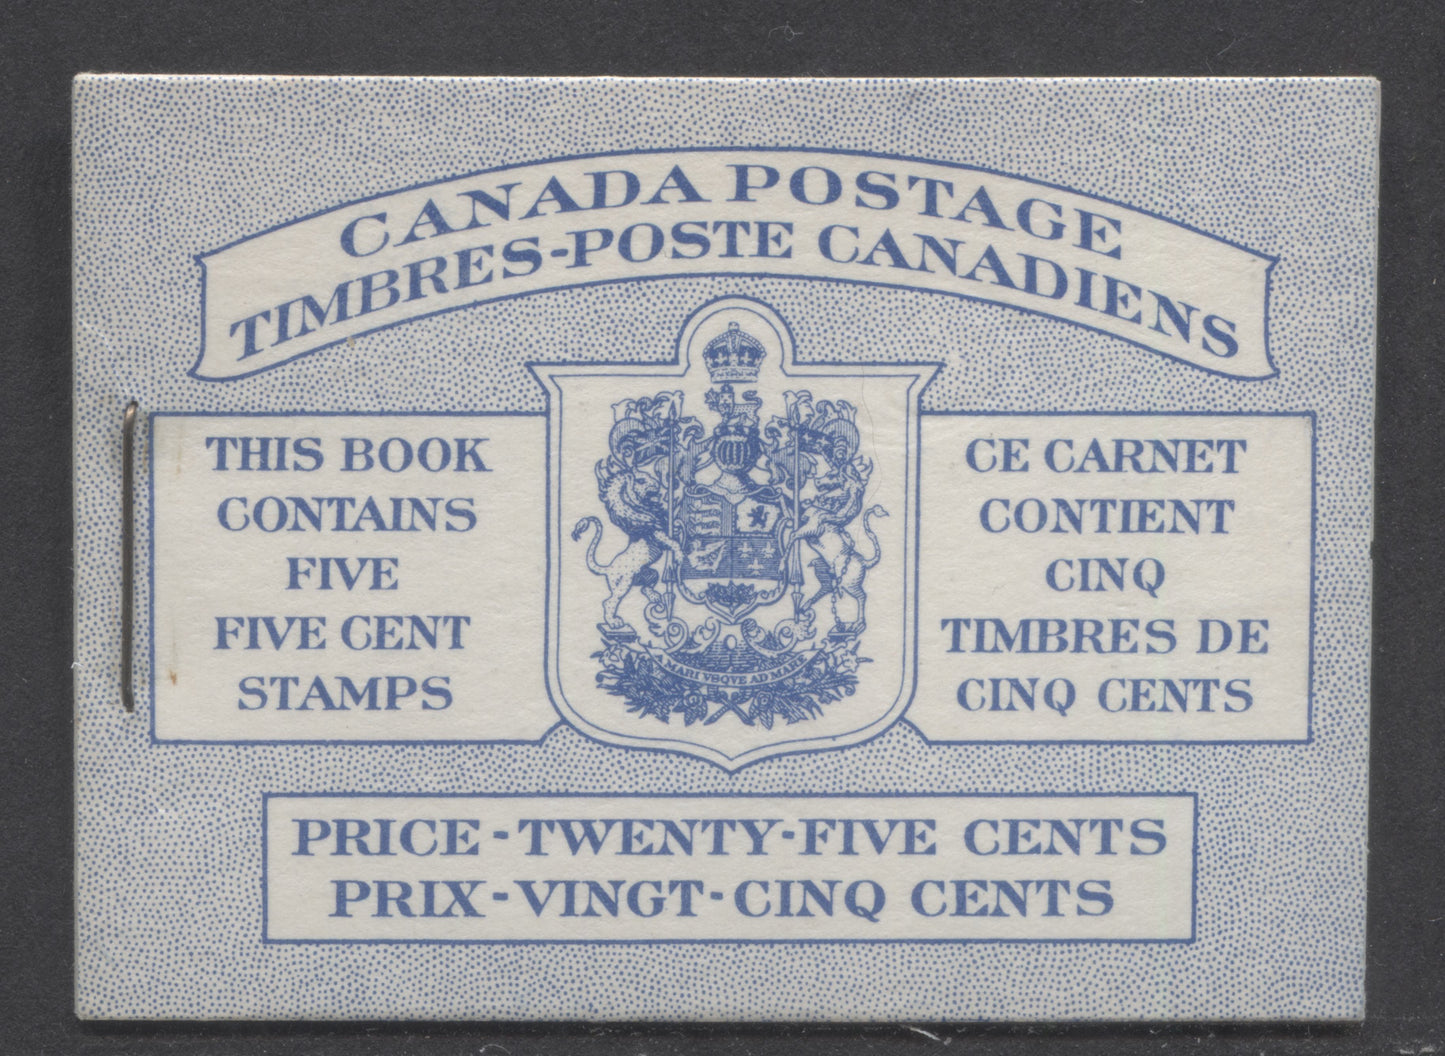 CANADA POSTAGE
TIMBRES-POSTE CANADIENS
THIS BOOK
CONTAINS
FIVE
FIVE CENT
STAMPS
A MARI VSQVE AD MARE
CE CARNET
CONTIENT
CINQ
TIMBRES DE
CINQ CENTS
PRICE-TWENTY-FIVE CENTS
PRIX-VINGT-CINQ CENTS